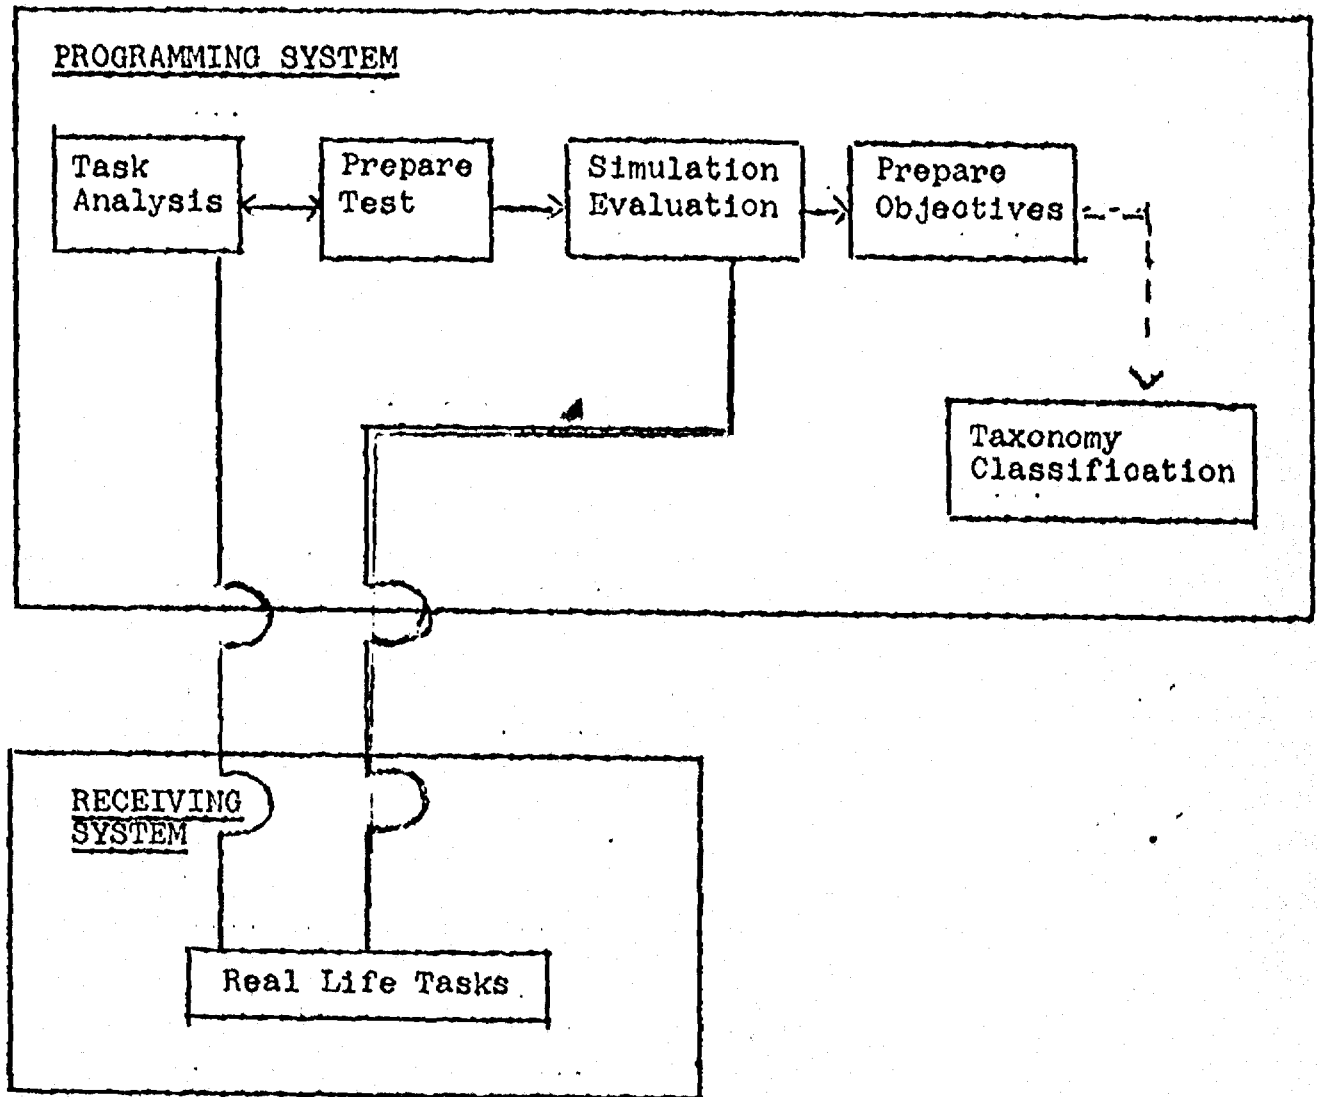 PROGRAMMING SYSTEM
Task
Analysis
Prepare
Test
Simulation
Evaluation
Prepare
Objectives
Taxonomy
Classification
RECEIVING
SYSTEM
Real Life Tasks